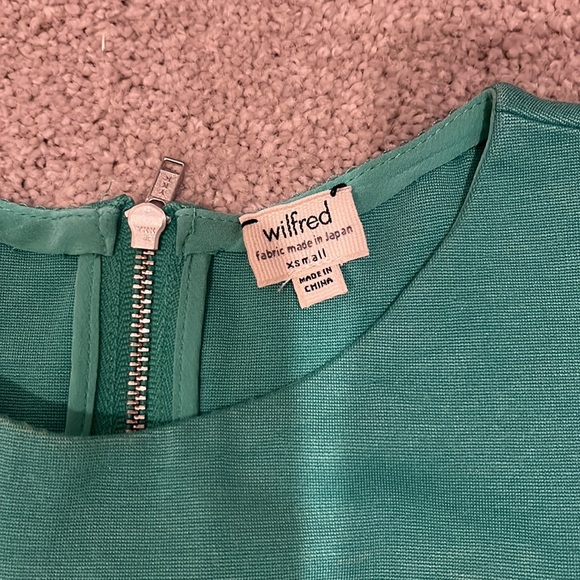 wilfred
fabric made in Japan
xsmall
MADE IN
CHINA